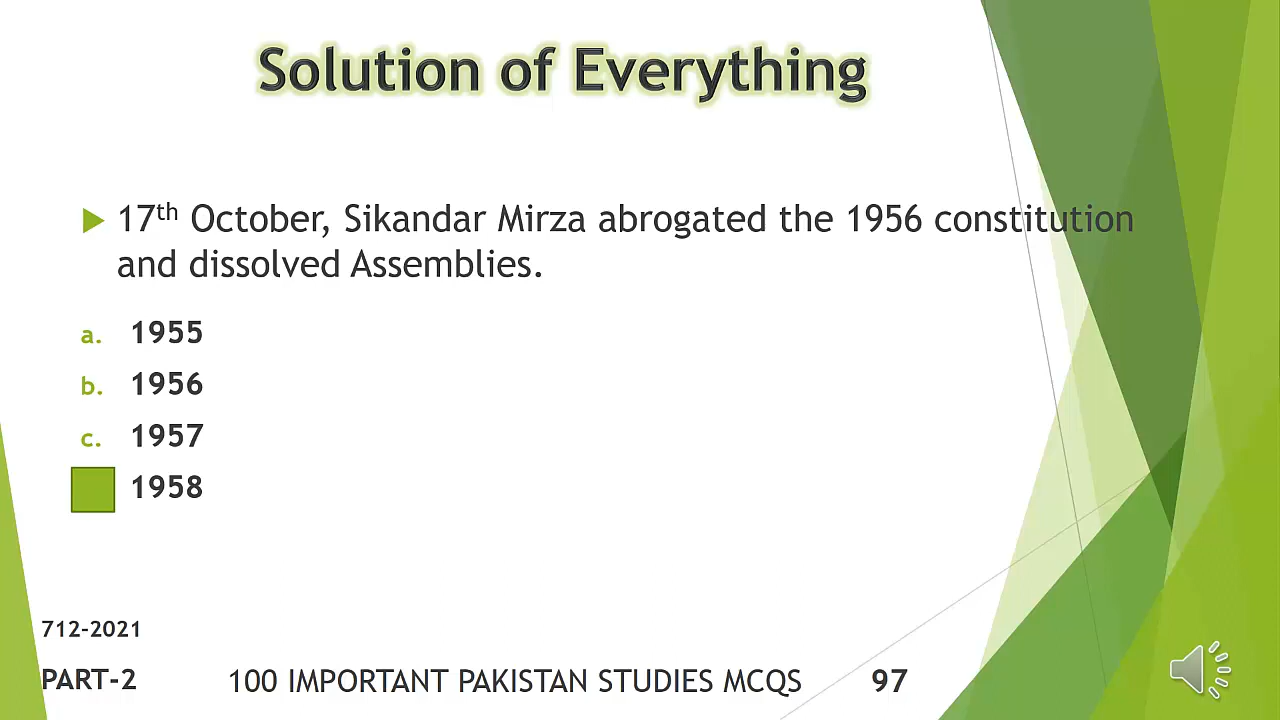 Solution of Everything
17th October, Sikandar Mirza abrogated the 1956 constitution
and dissolved Assemblies.
a. 1955
b. 1956
c. 1957
1958
712-2021
PART-2 100 IMPORTANT PAKISTAN STUDIES MCQS 97